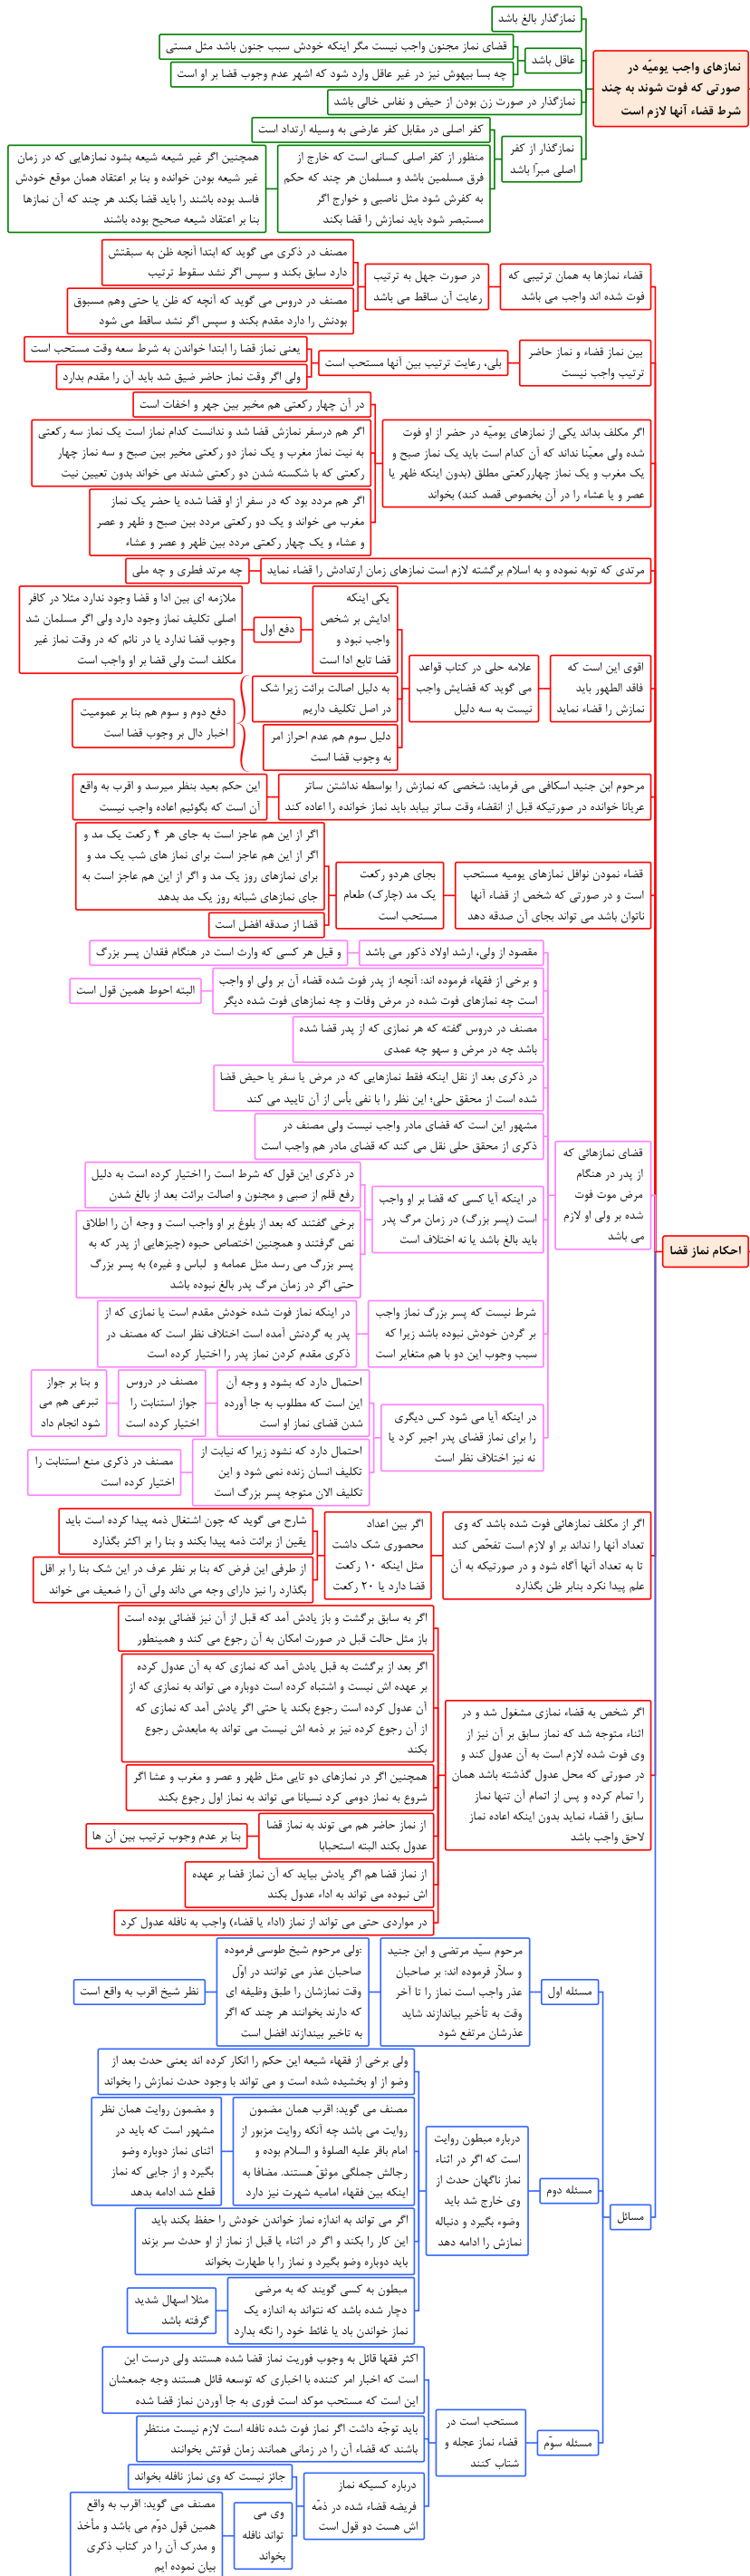 نمازهای واجب یومیّه در
صورتی که فوت شوند به چند
شرط قضاء آنها لازم است
نمازگذار بالغ باشد
عاقل باشد
قضای نماز مجنون واجب نیست مگر اینکه خودش سبب جنون باشد مثل مستی
چه بسا بیهوش نیز در غیر عاقل وارد شود که اشهر عدم وجوب قضا بر او است
نمازگذار در صورت زن بودن از حیض و نفاس خالی باشد
نمازگذار از کفر
اصلی مبرّا باشد
کفر اصلی در مقابل کفر عارضی به وسیله ارتداد است
منظور از کفر اصلی کسانی است که خارج از
فرق مسلمین باشد و مسلمان هر چند که حکم
به کفرش شود مثل ناصبی و خوارج اگر
مستبصر شود باید نمازش را قضا بکند
همچنین اگر غیر شیعه شیعه بشود نمازهایی که در زمان
غیر شیعه بودن خوانده و بنا بر اعتقاد همان موقع خودش
فاسد بوده باشند را باید قضا بکند هر چند که آن نمازها
بنا بر اعتقاد شیعه صحیح بوده باشند
احکام نماز قضا
قضاء نمازها به همان ترتیبی که
فوت شده اند واجب می باشد
در صورت جهل به ترتیب
رعایت آن ساقط می باشد
مصنف در ذکری می گوید که ابتدا آنچه ظن به سبقتش
دارد سابق بکند و سپس اگر نشد سقوط ترتیب
مصنف در دروس می گوید که آنچه که ظن یا حتی وهم مسبوق
بودنش را دارد مقدم بکند و سپس اگر نشد ساقط می شود
بین نماز قضاء و نماز حاضر
ترتیب واجب نیست
بلی، رعایت ترتیب بین آنها مستحب است
یعنی نماز قضا را ابتدا خواندن به شرط سعه وقت مستحب است
ولی اگر وقت نماز حاضر ضیق شد باید آن را مقدم بدارد
اگر مکلف بداند یکی از نمازهای یومیّه در حضر از او فوت
شده ولی معیّنا نداند که آن کدام است باید یک نماز صبح و
یک مغرب و یک نماز چهاررکعتی مطلق (بدون اینکه ظهر یا
عصر و یا عشاء را در آن بخصوص قصد کند) بخواند
در آن چهار رکعتی هم مخیر بین جهر و اخفات است
اگر هم درسفر نمازش قضا شد و ندانست کدام نماز است یک نماز سه رکعتی
به نیت نماز مغرب و یک نماز دو رکعتی مخیر بین صبح و سه نماز چهار
رکعتی که با شکسته شدن دو رکعتی شدند می خواند بدون تعیین نیت
اگر هم مردد بود که در سفر از او قضا شده یا حضر یک نماز
مغرب می خواند و یک دو رکعتی مردد بین صبح و ظهر و عصر
و عشاء و یک چهار رکعتی مردد بین ظهر و عصر و عشاء
مرتدی که توبه نموده و به اسلام برگشته لازم است نمازهای زمان ارتدادش را قضاء نماید
چه مرتد فطری و چه ملی
اقوی این است که
فاقد الطهور باید
نمازش را قضاء نماید
علامه حلی در کتاب قواعد
می گوید که قضایش واجب
نیست به سه دلیل
یکی اینکه
ادایش بر شخص
واجب نبود و
قضا تابع ادا است
دفع اول
ملازمه ای بین ادا و قضا وجود ندارد مثلا در کافر
اصلی تکلیف نماز وجود دارد ولی اگر مسلمان شد
وجوب قضا ندارد یا در نائم که در وقت نماز غیر
مکلف است ولی قضا بر او واجب است
به دلیل اصالت برائت زیرا شک
در اصل تکلیف داریم
دلیل سوم هم عدم احراز امر
به وجوب قضا است
دفع دوم و سوم هم بنا بر عمومیت
اخبار دال بر وجوب قضا است
مرحوم ابن جنید اسکافی می فرماید: شخصی که نمازش را بواسطه نداشتن ساتر
عریانا خوانده در صورتیکه قبل از انقضاء وقت ساتر بیابد باید نماز خوانده را اعاده کند
این حکم بعید بنظر میرسد و اقرب به واقع
آن است که بگوئیم اعاده واجب نیست
قضاء نمودن نوافل نمازهای یومیه مستحب
است و در صورتی که شخص از قضاء آنها
ناتوان باشد می تواند بجای آن صدقه دهد
بجای هردو رکعت
یک مد (چارک) طعام
مستحب است
اگر از این هم عاجز است به جای هر ۴ رکعت یک مد و
اگر از این هم عاجز است برای نماز های شب یک مد و
برای نمازهای روز یک مد و اگر از این هم عاجز است به
جای نمازهای شبانه روز یک مد بدهد
قضا از صدقه افضل است
قضای نمازهائی که
از پدر در هنگام
مرض موت فوت
شده بر ولی او لازم
می باشد
مقصود از ولی، ارشد اولاد ذکور می باشد
و قیل هر کسی که وارث است در هنگام فقدان پسر بزرگ
و برخی از فقهاء فرموده اند: آنچه از پدر فوت شده قضاء آن بر ولی او واجب
است چه نمازهای فوت شده در مرض وفات و چه نمازهای فوت شده دیگر
البته احوط همین قول است
مصنف در دروس گفته که هر نمازی که از پدر قضا شده
باشد چه در مرض و سهو چه عمدی
در ذکری بعد از نقل اینکه فقط نمازهایی که در مرض یا سفر یا حیض قضا
شده است از محقق حلی؛ این نظر را با نفی بأس از آن تایید می کند
مشهور این است که قضای مادر واجب نیست ولی مصنف در
ذکری از محقق حلی نقل می کند که قضای مادر هم واجب است
در اینکه آیا کسی که قضا بر او واجب
است (پسر بزرگ) در زمان مرگ پدر
باید بالغ باشد یا نه اختلاف است
در ذکری این قول که شرط است را اختیار کرده است به دلیل
رفع قلم از صبی و مجنون و اصالت برائت بعد از بالغ شدن
برخی گفتند که بعد از بلوغ بر او واجب است و وجه آن را اطلاق
نص گرفتند و همچنین اختصاص حبوه (چیزهایی از پدر که به
پسر بزرگ می رسد مثل عمامه و لباس و غیره) به پسر بزرگ
حتی اگر در زمان مرگ پدر بالغ نبوده باشد
شرط نیست که پسر بزرگ نماز واجب
بر گردن خودش نبوده باشد زیرا که
سبب وجوب این دو با هم متغایر است
در اینکه نماز فوت شده خودش مقدم است یا نمازی که از
پدر به گردنش آمده است اختلاف نظر است که مصنف در
ذکری مقدم کردن نماز پدر را اختیار کرده است
در اینکه آیا می شود کس دیگری
را برای نماز قضای پدر اجیر کرد یا
نه نیز اختلاف نظر است
احتمال دارد که بشود و وجه آن
این است که مطلوب به جا آورده
شدن قضای نماز او است
مصنف در دروس
جواز استنابت را
اختیار کرده است
و بنا بر جواز
تبرعی هم می
شود انجام داد
احتمال دارد که نشود زیرا که نیابت از
تکلیف انسان زنده نمی شود و این
تکلیف الان متوجه پسر بزرگ است
مصنف در ذکری منع استنابت را
اختیار کرده است
اگر از مکلف نمازهائی فوت شده باشد که وی
تعداد آنها را نداند بر او لازم است تفحّص کند
تا به تعداد آنها آگاه شود و در صورتیکه به آن
علم پیدا نکرد بنابر ظن بگذارد
اگر بین اعداد
محصوری شک داشت
مثل اینکه ۱۰ رکعت
قضا دارد یا ۲۰ رکعت
شارح می گوید که چون اشتغال ذمه پیدا کرده است باید
یقین از برائت ذمه پیدا بکند و بنا را بر اکثر بگذارد
از طرفی این فرض که بنا بر نظر عرف در این شک بنا را بر اقل
بگذارد را نیز دارای وجه می داند ولی آن را ضعیف می خواند
اگر شخص به قضاء نمازی مشغول شد و در
اثناء متوجه شد که نماز سابق بر آن نیز از
وی فوت شده لازم است به آن عدول کند و
در صورتی که محل عدول گذشته باشد همان
را تمام کرده و پس از اتمام آن تنها نماز
سابق را قضاء نماید بدون اینکه اعاده نماز
لاحق واجب باشد
اگر به سابق برگشت و باز یادش آمد که قبل از آن نیز قضائی بوده است
باز مثل حالت قبل در صورت امکان به آن رجوع می کند و همینطور
اگر بعد از برگشت به قبل یادش آمد که نمازی که به آن عدول کرده
بر عهده اش نیست و اشتباه کرده است دوباره می تواند به نمازی که از
آن عدول کرده است رجوع بکند یا حتی اگر یادش آمد که نمازی که
از آن رجوع کرده نیز بر ذمه اش نیست می تواند به مابعدش رجوع
بکند
همچنین اگر در نمازهای دو تایی مثل ظهر و عصر و مغرب و عشا اگر
شروع به نماز دومی کرد نسیانا می تواند به نماز اول رجوع بکند
از نماز حاضر هم می توند به نماز قضا
عدول بکند البته استحبابا
بنا بر عدم وجوب ترتیب بین آن ها
از نماز قضا هم اگر یادش بیاید که آن نماز قضا بر عهده
اش نبوده می تواند به اداء عدول بکند
در مواردی حتی می تواند از نماز (اداء یا قضاء) واجب به نافله عدول کرد
مسائل
مسئله اول
مرحوم سیّد مرتضی و ابن جنید
و سلاّر فرموده اند: بر صاحبان
عذر واجب است نماز را تا آخر
وقت به تأخیر بیاندازند شاید
عذرشان مرتفع شود
:ولی مرحوم شیخ طوسی فرموده
صاحبان عذر می توانند در اوّل
وقت نمازشان را طبق وظیفه ای
که دارند بخوانند هر چند که اگر
به تاخیر بیندازند افضل است
نظر شیخ اقرب به واقع است
مسئله دوم
درباره مبطون روایت
است که اگر در اثناء
نماز ناگهان حدث از
وی خارج شد باید
وضوء بگیرد و دنباله
نمازش را ادامه دهد
ولی برخی از فقهاء شیعه این حکم را انکار کرده اند یعنی حدث بعد از
وضو از او بخشیده شده است و می تواند با وجود حدث نمازش را بخواند
مصنف می گوید: اقرب همان مضمون
روایت می باشد چه آنکه روایت مزبور از
امام باقر علیه الصلوة و السلام بوده و
رجالش جملگی موثقّ هستند. مضافا به
اینکه بین فقهاء امامیه شهرت نیز دارد
و مضمون روایت همان نظر
مشهور است که باید در
اثنای نماز دوباره وضو
بگیرد و از جایی که نماز
قطع شد ادامه بدهد
اگر می تواند به اندازه نماز خواندن خودش را حفظ بکند باید
این کار را بکند و اگر در اثناء یا قبل از نماز از او حدث سر بزند
باید دوباره وضو بگیرد و نماز را با طهارت بخواند
مبطون به کسی گویند که به مرضی
دچار شده باشد که نتواند به اندازه یک
نماز خواندن باد یا غائط خود را نگه بدارد
مثلا اسهال شدید
گرفته باشد
مسئله سوّم
مستحب است در
قضاء نماز عجله و
شتاب کنند
اکثر فقها قائل به وجوب فوریت نماز قضا شده هستند ولی درست این
است که اخبار امر کننده با اخباری که توسعه قائل هستند وجه جمعشان
این است که مستحب موکد است فوری به جا آوردن نماز قضا شده
باید توجّه داشت اگر نماز فوت شده نافله است لازم نیست منتظر
باشند که قضاء آن را در زمانی همانند زمان فوتش بخوانند
درباره کسیکه نماز
فریضه قضاء شده در ذمّه
اش هست دو قول است
جائز نیست که وی نماز نافله بخواند
وی می
تواند نافله
بخواند
مصنف می گوید: اقرب به واقع
همین قول دوّم می باشد و مأخذ
و مدرک آن را در کتاب ذکری
بیان نموده ایم